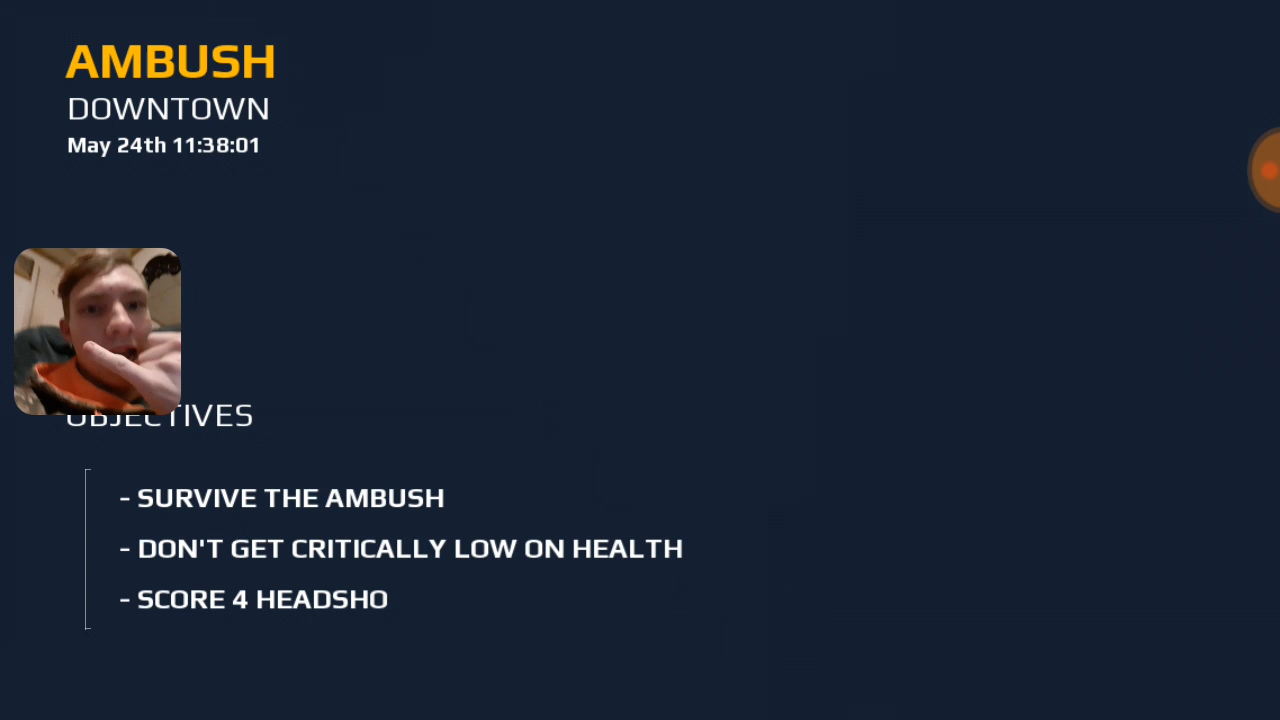 AMBUSH
DOWNTOWN
May 24th 11:38:01
OBJECTIVES
- SURVIVE THE AMBUSH
- DON'T GET CRITICALLY LOW ON HEALTH
- SCORE 4 HEADSHO